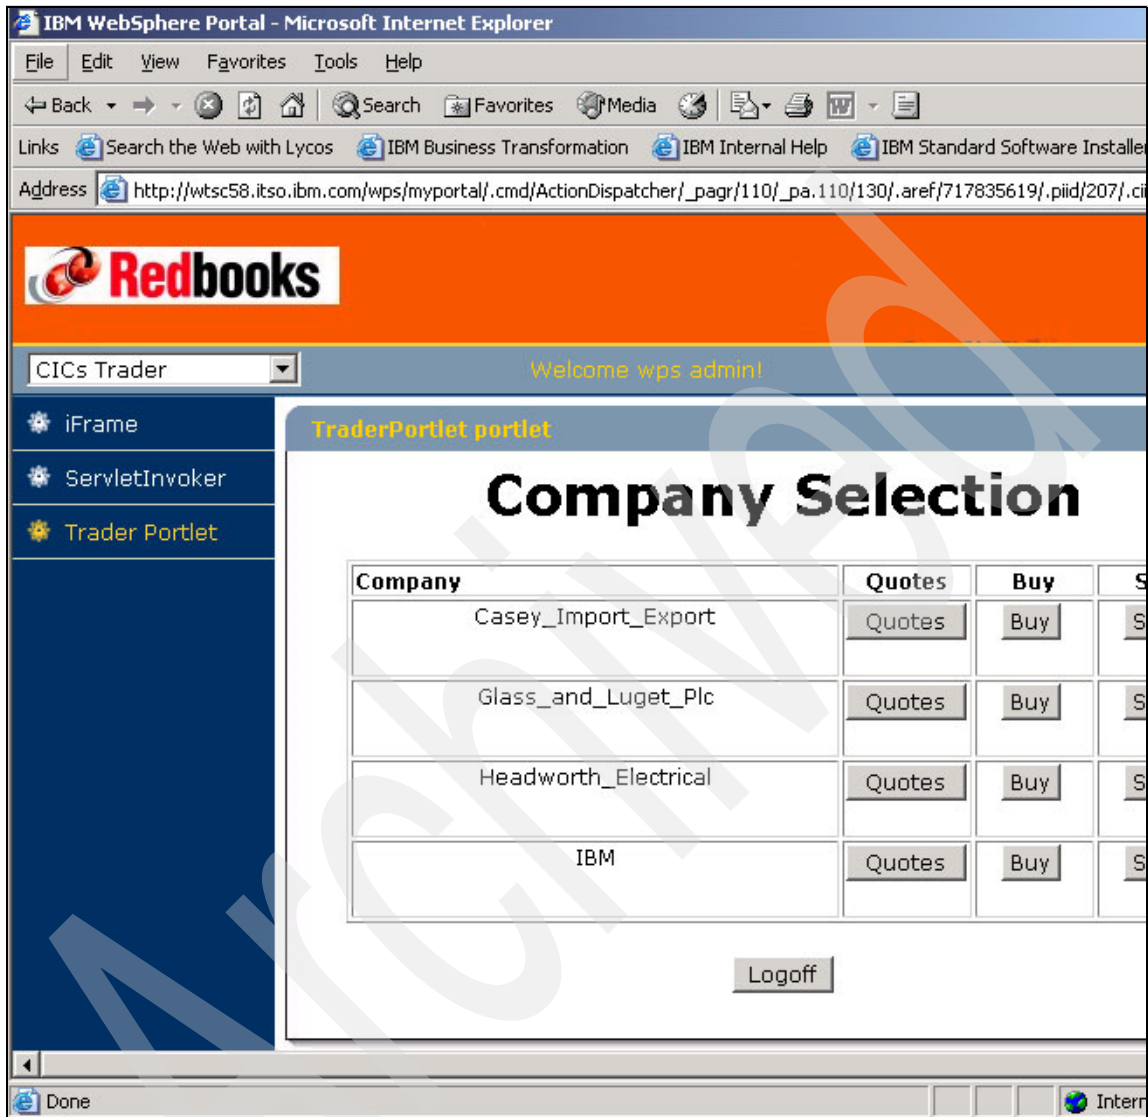 IBM WebSphere Portal - Microsoft Internet Explorer
File Edit View Favorites Tools Help
Back Search Favorites Media
Links Search the Web with Lycos IBM Business Transformation IBM Internal Help IBM Standard Software Installer
Address http://wtsc58.itso.ibm.com/wps/myportal/.cmd/ActionDispatcher/_pagr/110/_pa.110/130/.aref/717835619/.piid/207/.ci
Redbooks
CICs Trader Welcome wps admin!
iFrame
ServletInvoker
Trader Portlet
TraderPortlet portlet
Company Selection
Company Quotes Buy S
Casey_Import_Export Quotes Buy S
Glass_and_Luget_Plc Quotes Buy S
Headworth_Electrical Quotes Buy S
IBM Quotes Buy S
Logoff
Done Intern
Archived